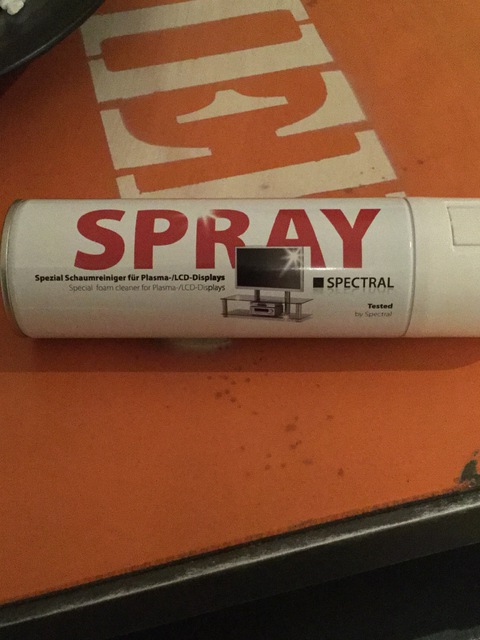 SPRAY
Spezial Schaumreiniger für Plasma-/LCD-Displays
Special foam cleaner for Plasma-/LCD-Displays
SPECTRAL
Tested
by Spectral